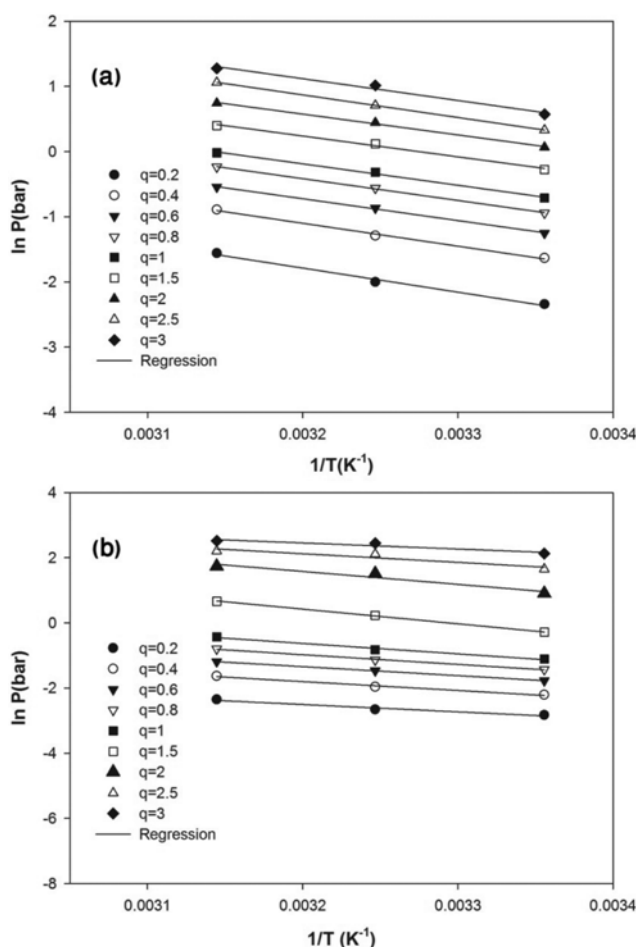 2
(a)
1
0
ln P(bar)
-1
-2
-3
-4
q=0.2
q=0.4
q=0.6
q=0.8
q=1
q=1.5
q=2
q=2.5
q=3
Regression
0.0031 0.0032 0.0033 0.0034
1/T(K⁻¹)
4
(b)
2
0
ln P(bar)
-2
-4
-6
-8
q=0.2
q=0.4
q=0.6
q=0.8
q=1
q=1.5
q=2
q=2.5
q=3
Regression
0.0031 0.0032 0.0033 0.0034
1/T (K⁻¹)